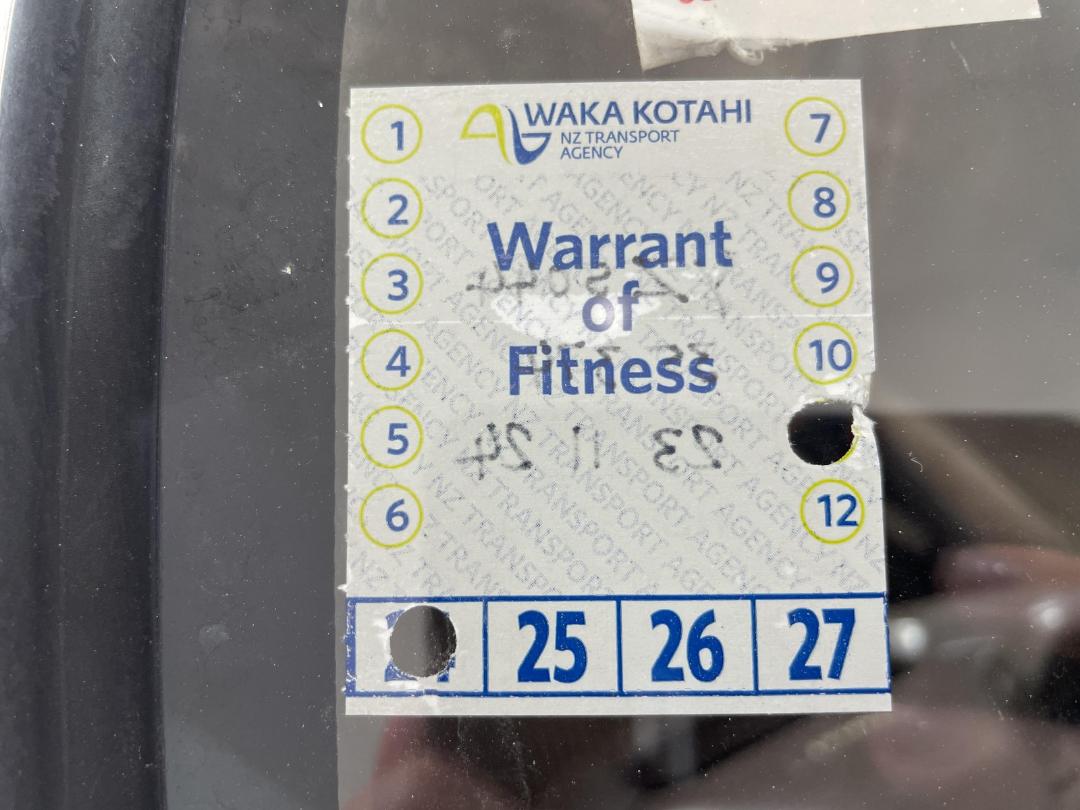 WAKA KOTAHI
NZ TRANSPORT
AGENCY
1
7
2
8
Warrant
3
9
of
4
10
Fitness
5
23 11 24
6
12
25 26 27